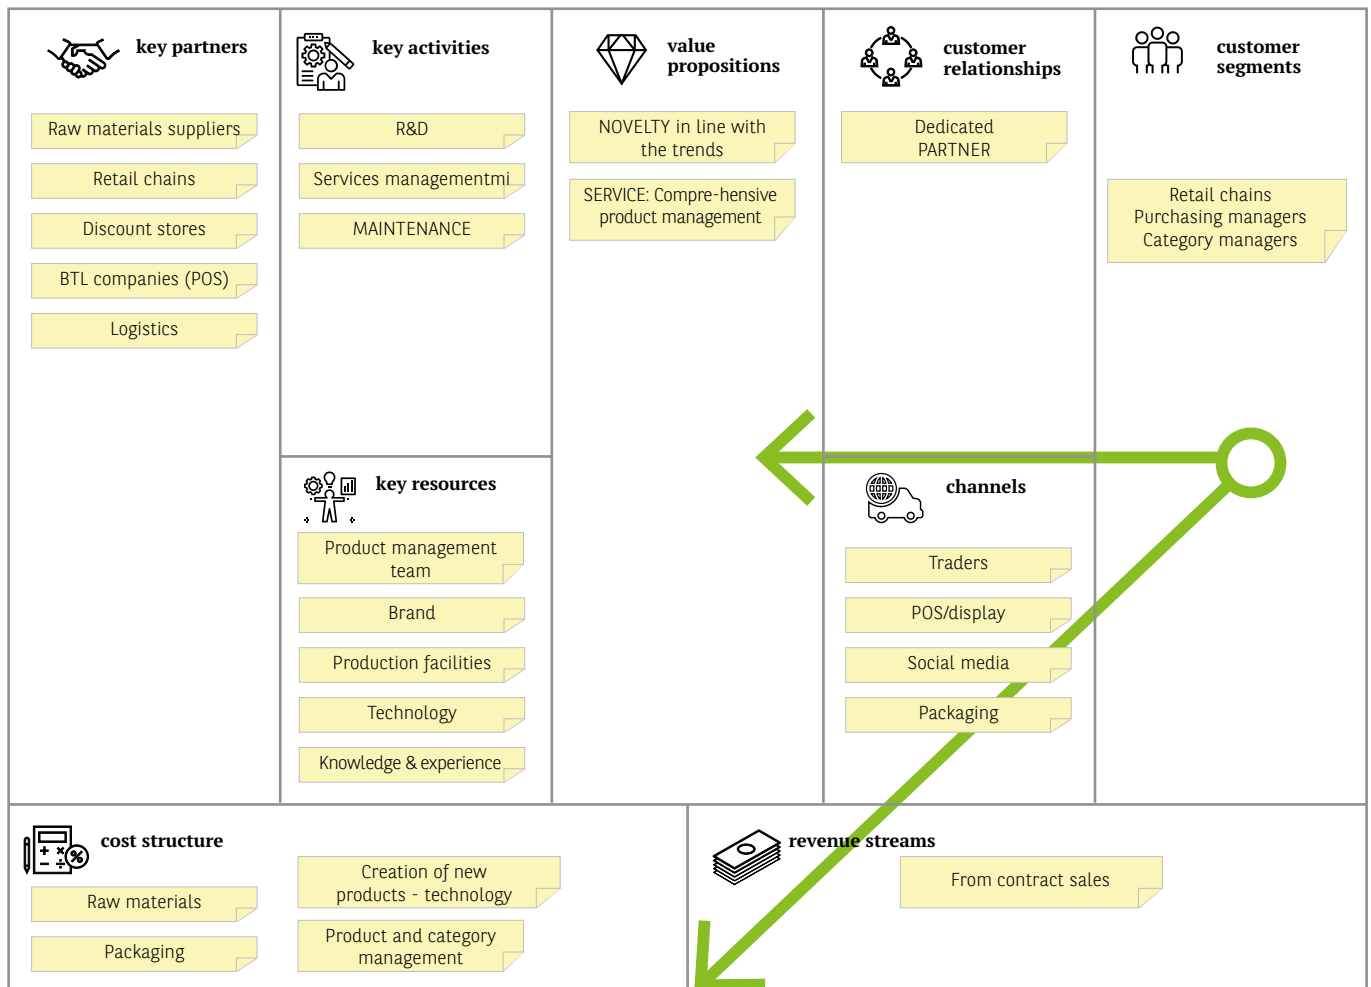 key partners
Raw materials suppliers
Retail chains
Discount stores
BTL companies (POS)
Logistics
key activities
R&D
Services managementmi
MAINTENANCE
key resources
Product management
team
Brand
Production facilities
Technology
Knowledge & experience
value
propositions
NOVELTY in line with
the trends
SERVICE: Compre-hensive
product management
customer
relationships
Dedicated
PARTNER
channels
Traders
POS/display
Social media
Packaging
customer
segments
Retail chains
Purchasing managers
Category managers
cost structure
Raw materials
Packaging
Creation of new
products - technology
Product and category
management
revenue streams
From contract sales